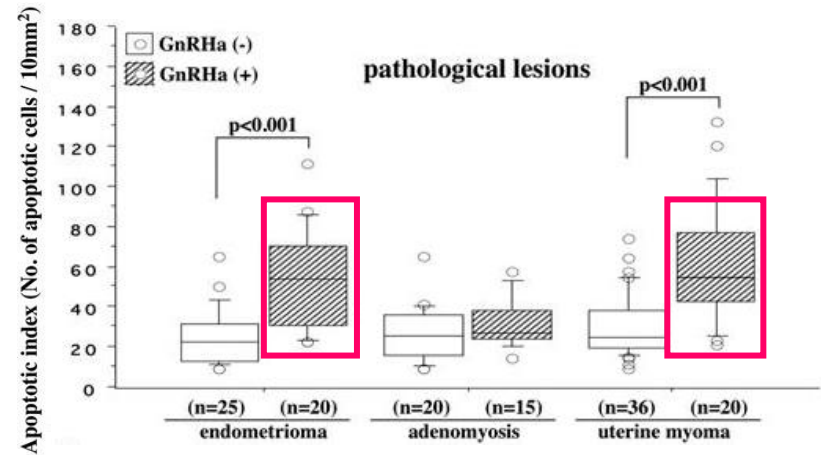 Apoptotic index (No. of apoptotic cells / 10mm²)
180
160
140
120
100
80
60
40
20
0
GnRHa (-)
GnRHa (+)
pathological lesions
p<0.001
p<0.001
(n=25) (n=20) (n=20) (n=15) (n=36) (n=20)
endometrioma adenomyosis uterine myoma